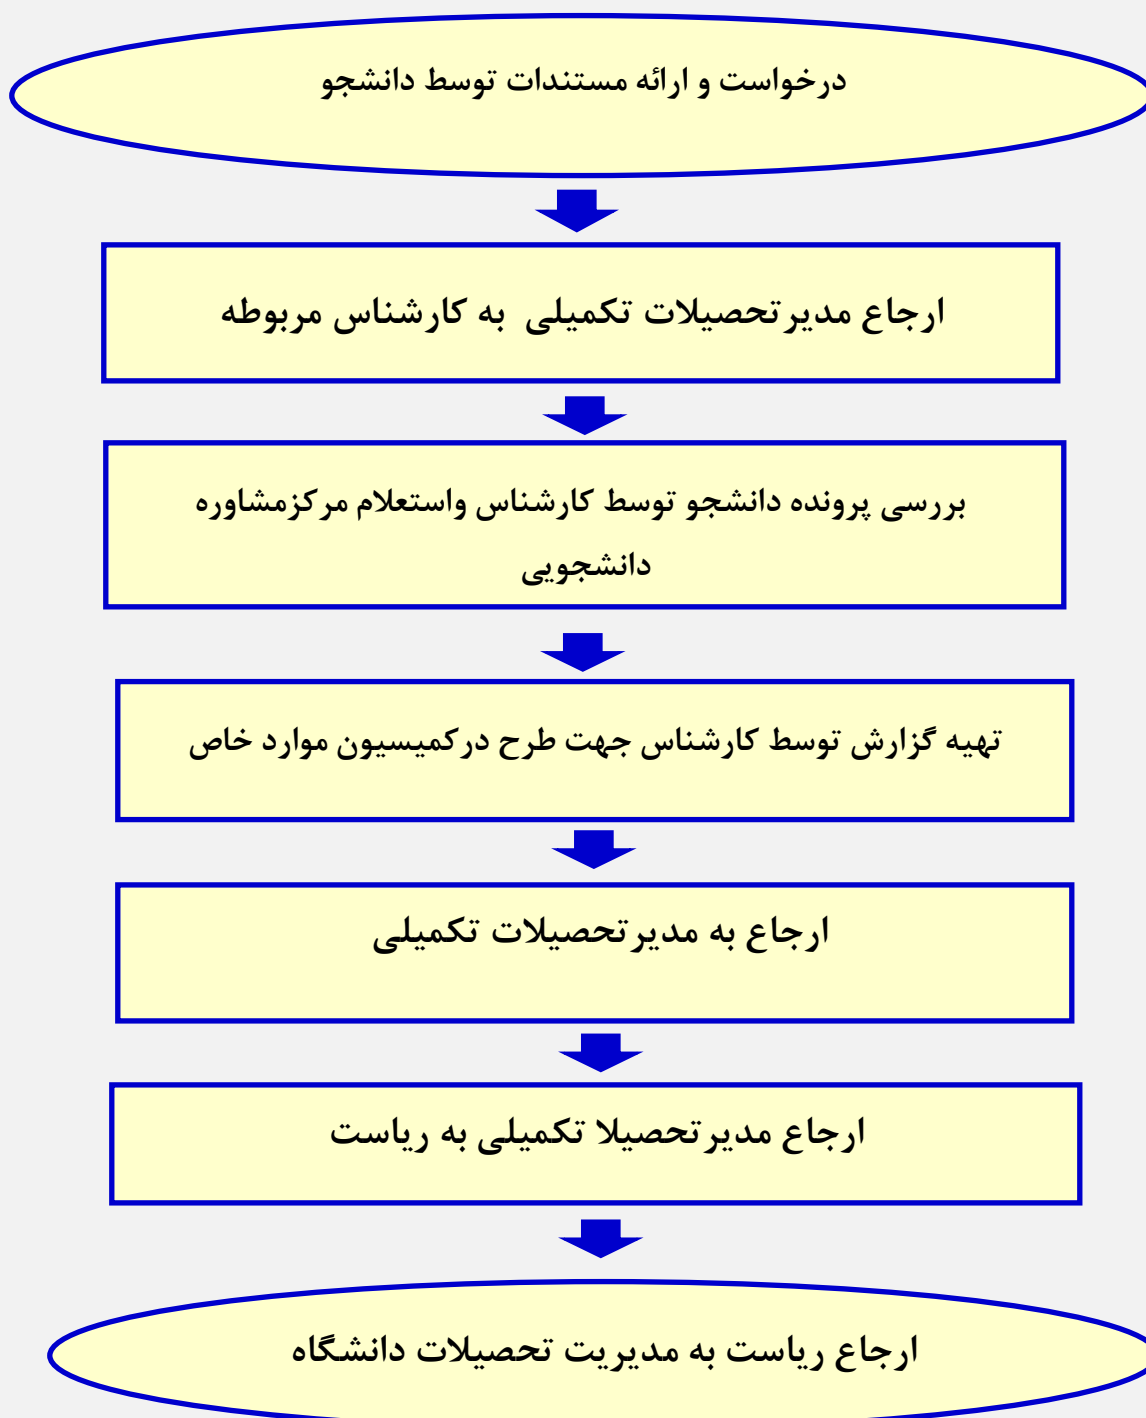 درخواست و ارائه مستندات توسط دانشجو
ارجاع مدیرتحصیلات تکمیلی به کارشناس مربوطه
بررسی پرونده دانشجو توسط کارشناس واستعلام مرکزمشاوره
دانشجویی
تهیه گزارش توسط کارشناس جهت طرح درکمیسیون موارد خاص
ارجاع به مدیرتحصیلات تکمیلی
ارجاع مدیرتحصیلا تکمیلی به ریاست
ارجاع ریاست به مدیریت تحصیلات دانشگاه